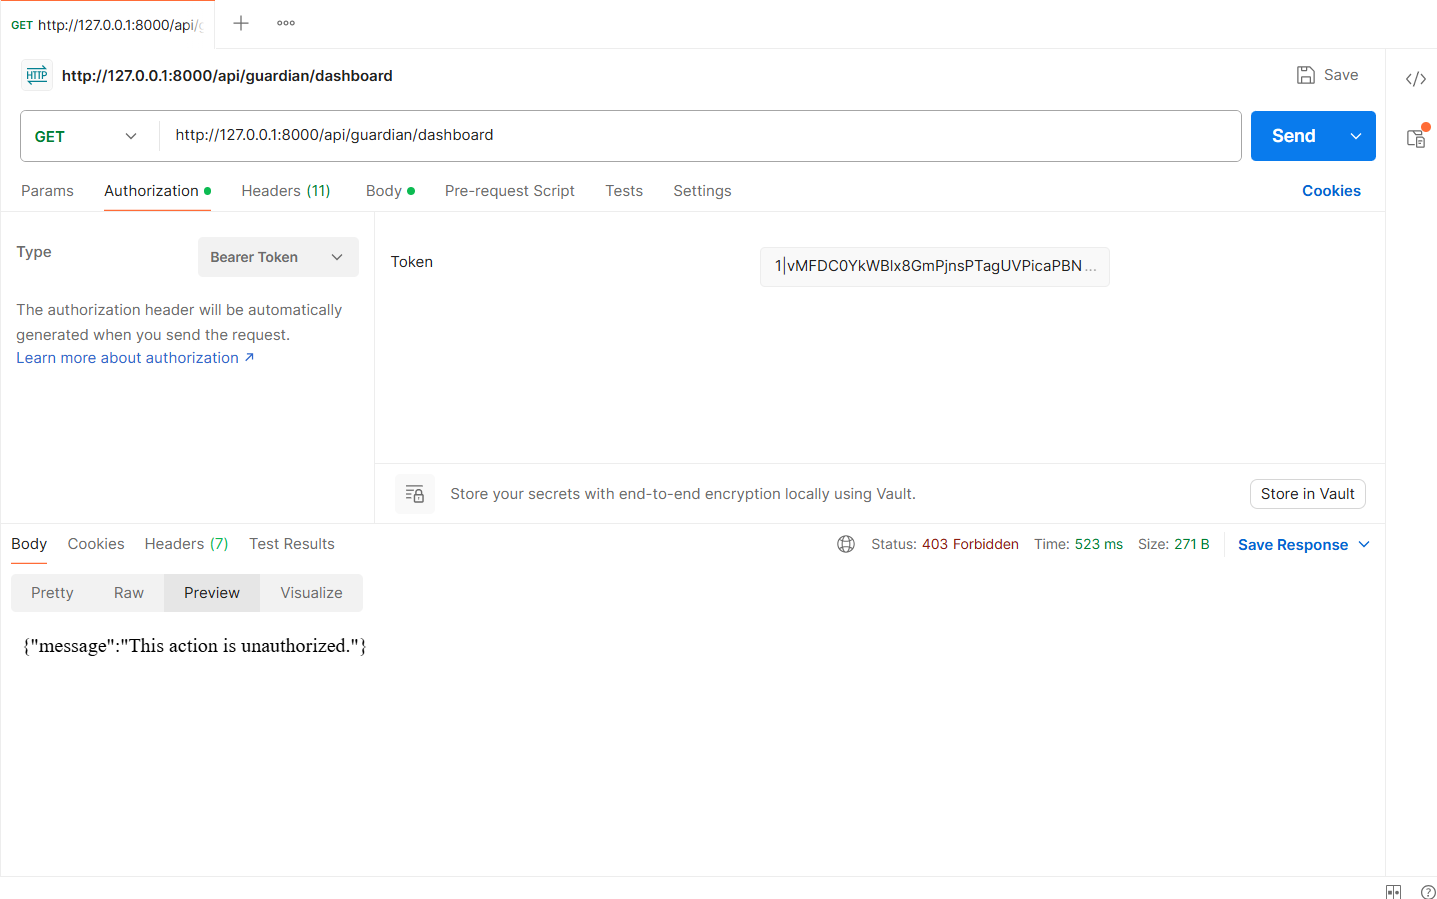 GET http://127.0.0.1:8000/api/
HTTP http://127.0.0.1:8000/api/guardian/dashboard
Save
GET http://127.0.0.1:8000/api/guardian/dashboard
Send
Params Authorization Headers (11) Body Pre-request Script Tests Settings
Cookies
Type Bearer Token
The authorization header will be automatically
generated when you send the request.
Learn more about authorization ↗
Token 1|vMFDC0YkWBlx8GmPjnsPTagUVPicaPBN ...
Store your secrets with end-to-end encryption locally using Vault.
Store in Vault
Body Cookies Headers (7) Test Results
Status: 403 Forbidden Time: 523 ms Size: 271 B Save Response
Pretty Raw Preview Visualize
{"message":"This action is unauthorized."}